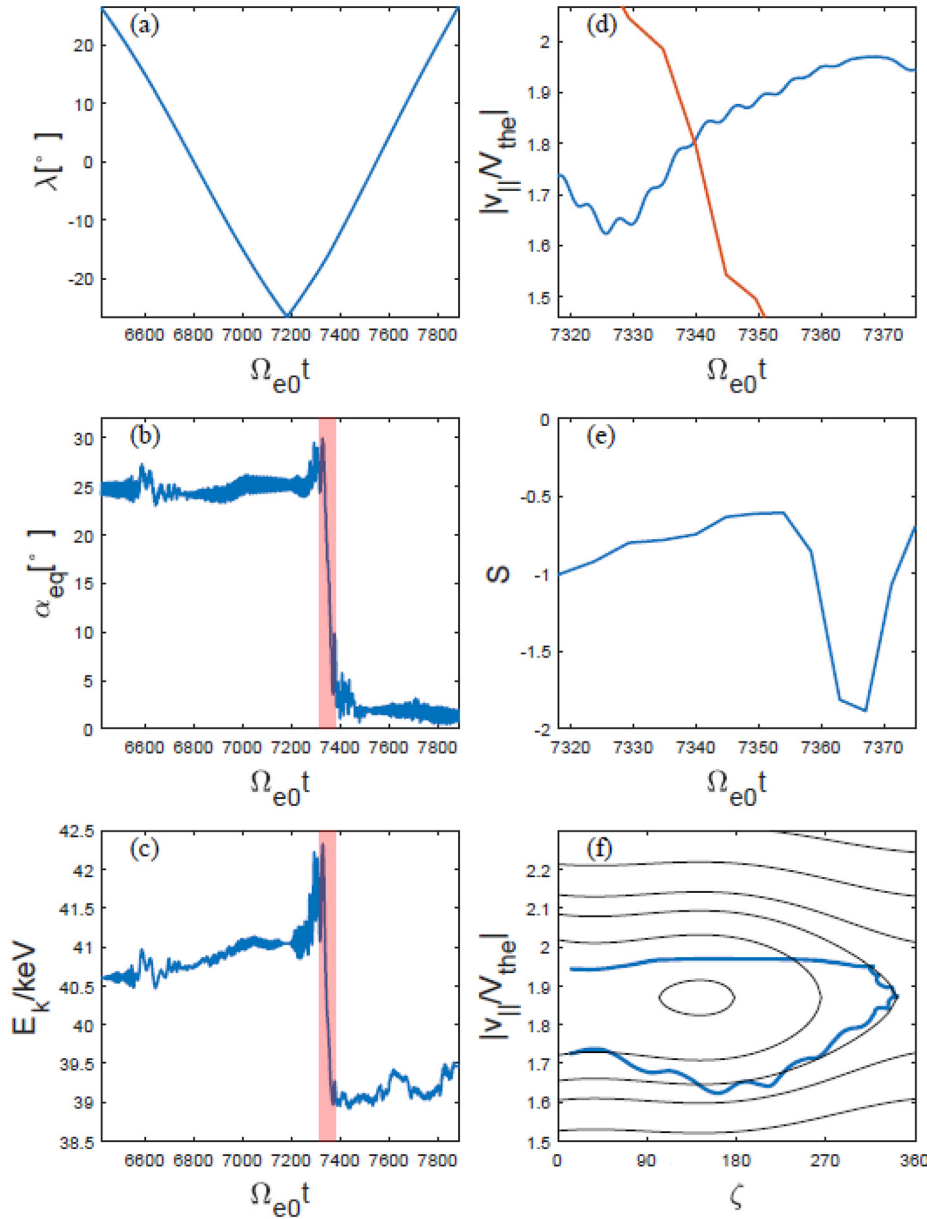 (a)
λ[°]
20
10
0
-10
-20
6600 6800 7000 7200 7400 7600 7800
Ω_e0 t
(d)
|v_||/V_the|
2
1.9
1.8
1.7
1.6
1.5
7320 7330 7340 7350 7360 7370
Ω_e0 t
(b)
α_eq[°]
30
25
20
15
10
5
0
6600 6800 7000 7200 7400 7600 7800
Ω_e0 t
(e)
S
0
-0.5
-1
-1.5
-2
7320 7330 7340 7350 7360 7370
Ω_e0 t
(c)
E_k/keV
42.5
42
41.5
41
40.5
40
39.5
39
38.5
6600 6800 7000 7200 7400 7600 7800
Ω_e0 t
(f)
|v_||/V_the|
2.2
2.1
2
1.9
1.8
1.7
1.6
1.5
0 90 180 270 360
ζ